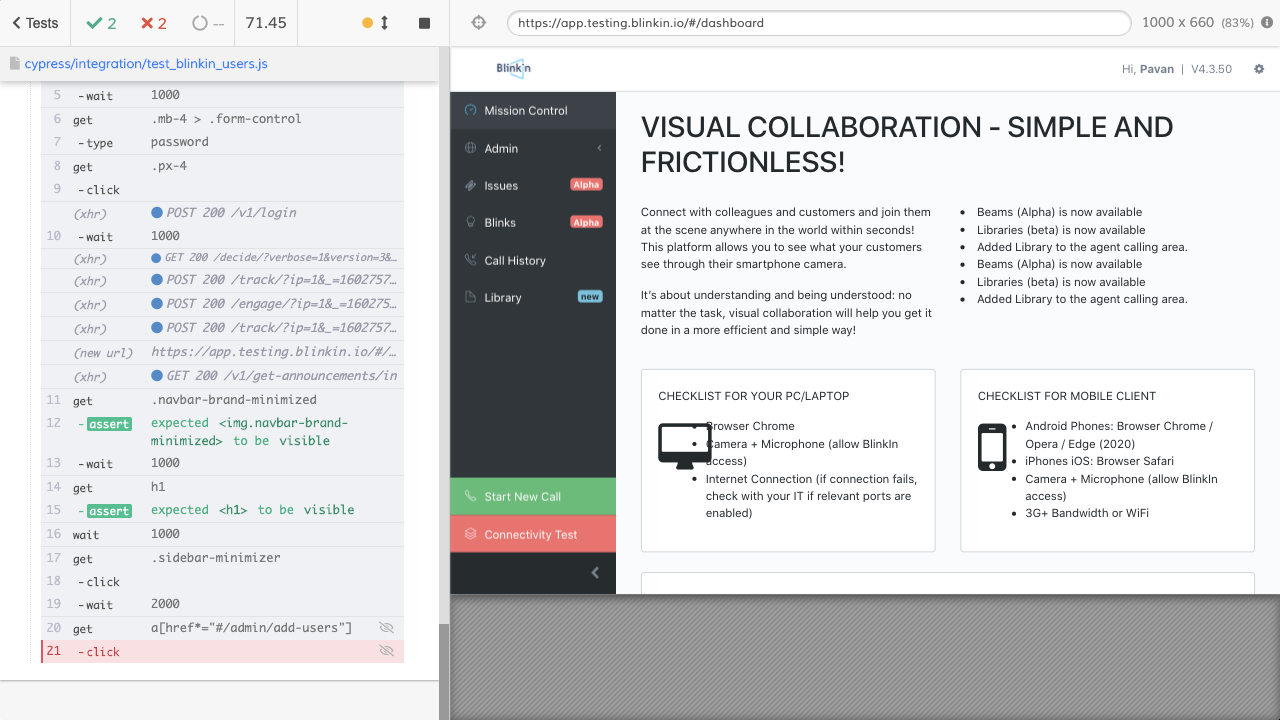 Tests
2
2
--
71.45
https://app.testing.blinkin.io/#/dashboard
1000 x 660 (83%)
cypress/integration/test_blinkin_users.js
5 -wait 1000
6 get .mb-4 > .form-control
7 -type password
8 get .px-4
9 -click
(xhr) POST 200 /v1/login
10 -wait 1000
(xhr) GET 200 /decide/?verbose=1&version=3&…
(xhr) POST 200 /track/?ip=1&_=1602757…
(xhr) POST 200 /engage/?ip=1&_=160275…
(xhr) POST 200 /track/?ip=1&_=1602757…
(new url) https://app.testing.blinkin.io/#/…
(xhr) GET 200 /v1/get-announcements/in
11 get .navbar-brand-minimized
12 -assert expected <img.navbar-brand-
minimized> to be visible
13 -wait 1000
14 get h1
15 -assert expected <h1> to be visible
16 wait 1000
17 get .sidebar-minimizer
18 -click
19 -wait 2000
20 get a[href*="#/admin/add-users"]
21 -click
Blinkin
Hi, Pavan | V4.3.50
Mission Control
Admin
Issues Alpha
Blinks Alpha
Call History
Library new
Start New Call
Connectivity Test
VISUAL COLLABORATION - SIMPLE AND
FRICTIONLESS!
Connect with colleagues and customers and join them
at the scene anywhere in the world within seconds!
This platform allows you to see what your customers
see through their smartphone camera.
It's about understanding and being understood: no
matter the task, visual collaboration will help you get it
done in a more efficient and simple way!
• Beams (Alpha) is now available
• Libraries (beta) is now available
• Added Library to the agent calling area.
• Beams (Alpha) is now available
• Libraries (beta) is now available
• Added Library to the agent calling area.
CHECKLIST FOR YOUR PC/LAPTOP
• Browser Chrome
• Camera + Microphone (allow BlinkIn
access)
• Internet Connection (if connection fails,
check with your IT if relevant ports are
enabled)
CHECKLIST FOR MOBILE CLIENT
• Android Phones: Browser Chrome /
Opera / Edge (2020)
• iPhones iOS: Browser Safari
• Camera + Microphone (allow BlinkIn
access)
• 3G+ Bandwidth or WiFi